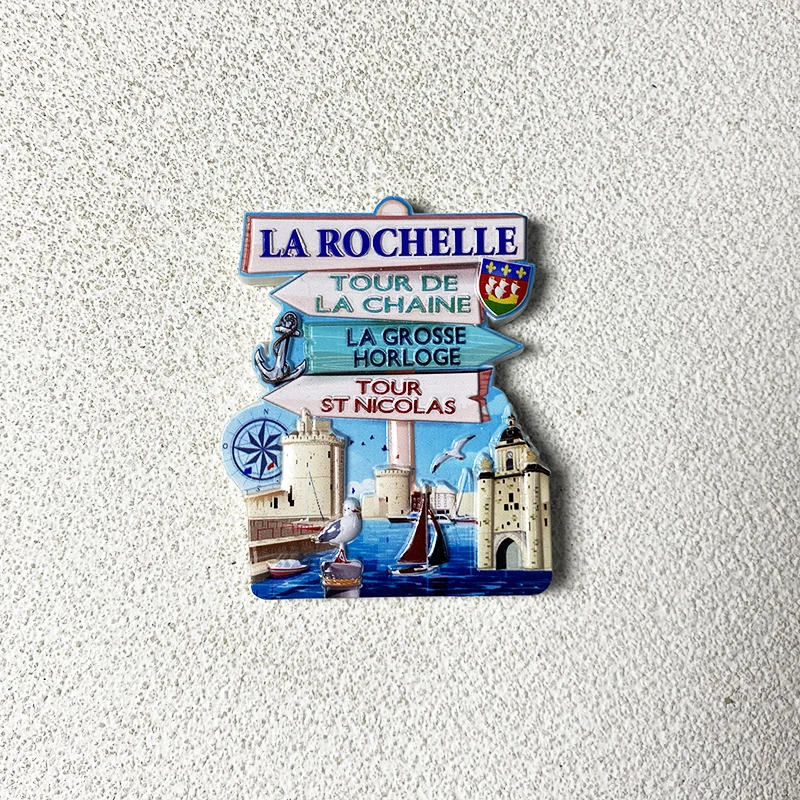 LA ROCHELLE
TOUR DE
LA CHAINE
LA GROSSE
HORLOGE
TOUR
ST NICOLAS
N
O